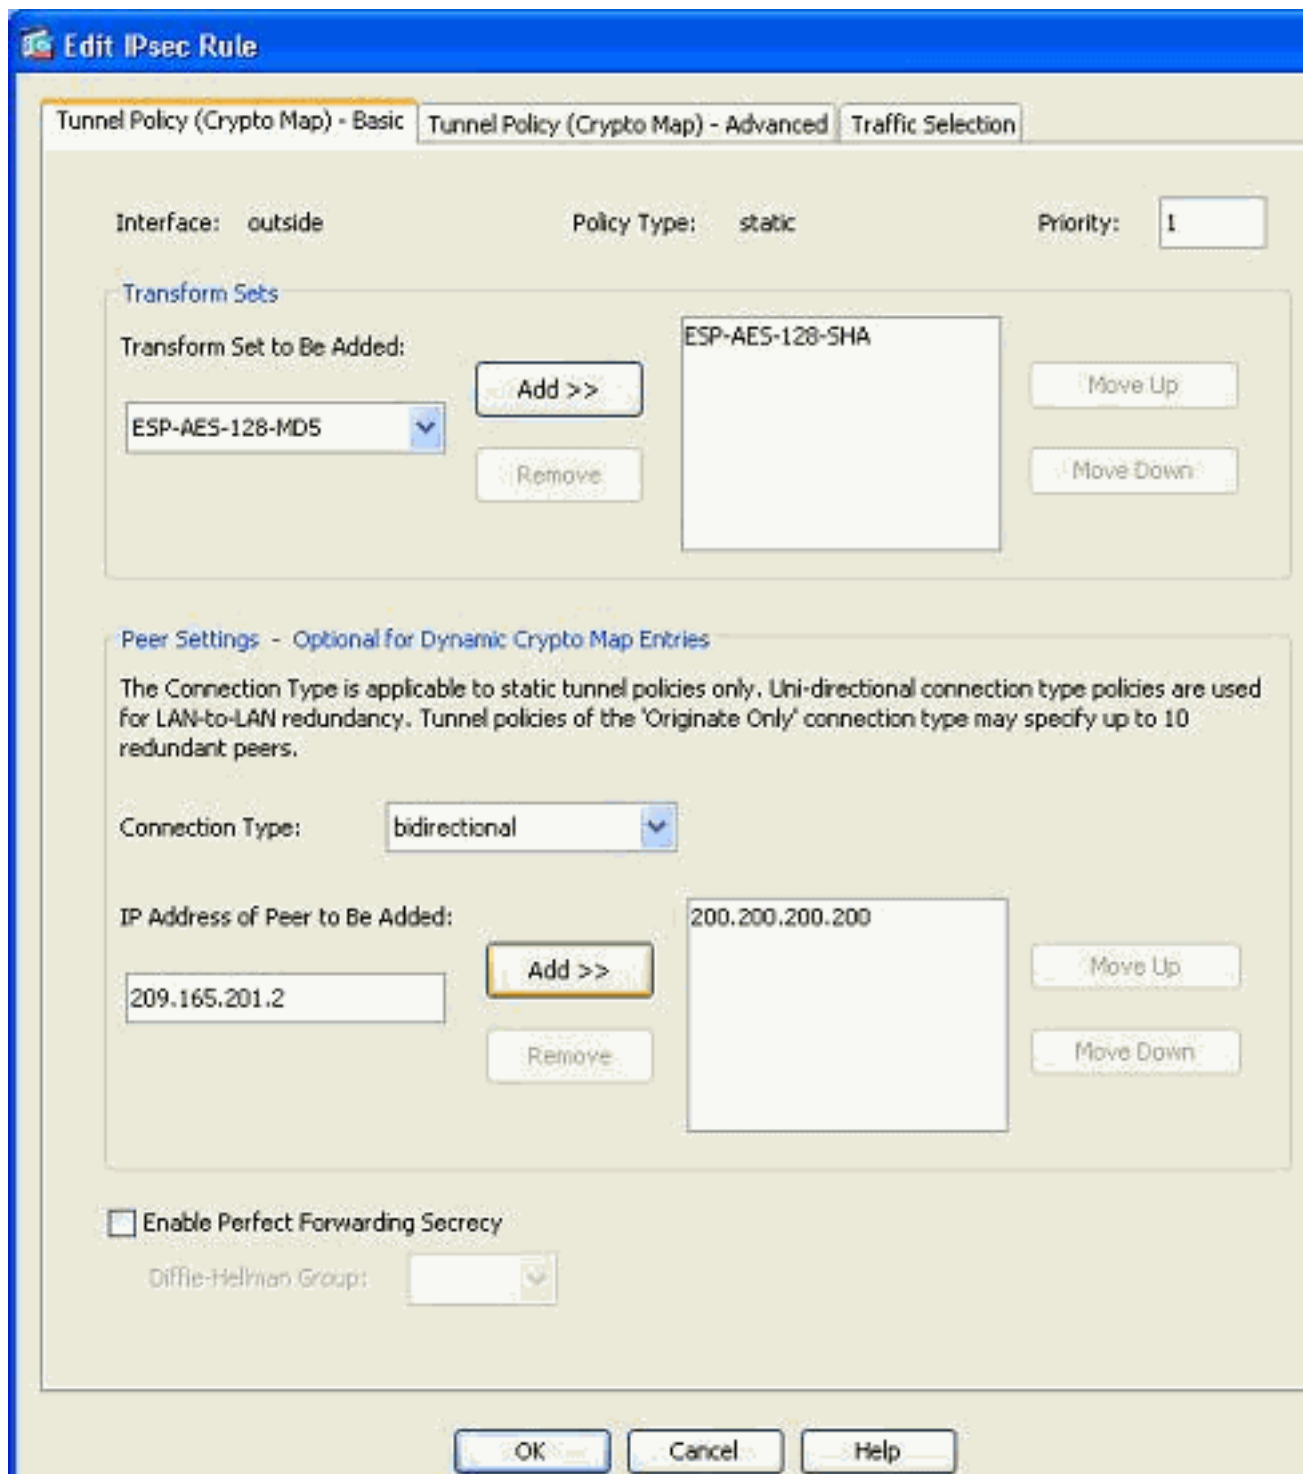 Edit IPsec Rule
Tunnel Policy (Crypto Map) - Basic
Tunnel Policy (Crypto Map) - Advanced
Traffic Selection
Interface: outside
Policy Type: static
Priority: 1
Transform Sets
Transform Set to Be Added:
ESP-AES-128-MD5
Add >>
Remove
ESP-AES-128-SHA
Move Up
Move Down
Peer Settings - Optional for Dynamic Crypto Map Entries
The Connection Type is applicable to static tunnel policies only. Uni-directional connection type policies are used
for LAN-to-LAN redundancy. Tunnel policies of the 'Originate Only' connection type may specify up to 10
redundant peers.
Connection Type: bidirectional
IP Address of Peer to Be Added:
209.165.201.2
Add >>
Remove
200.200.200.200
Move Up
Move Down
Enable Perfect Forwarding Secrecy
Diffie-Hellman Group:
OK
Cancel
Help